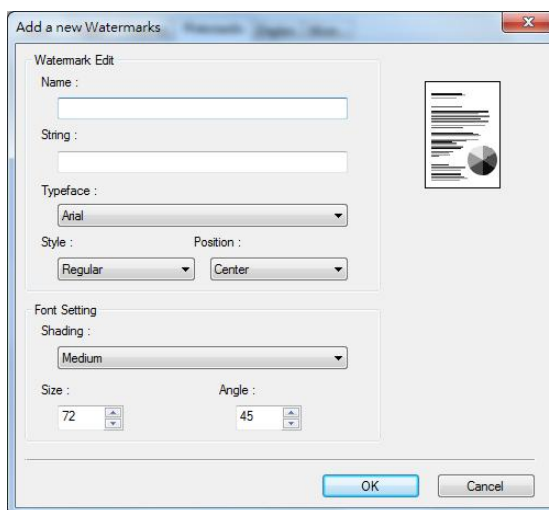 Add a new Watermarks
Watermark Edit
Name :
String :
Typeface :
Arial
Style :
Position :
Regular
Center
Font Setting
Shading :
Medium
Size :
Angle :
72
45
OK
Cancel